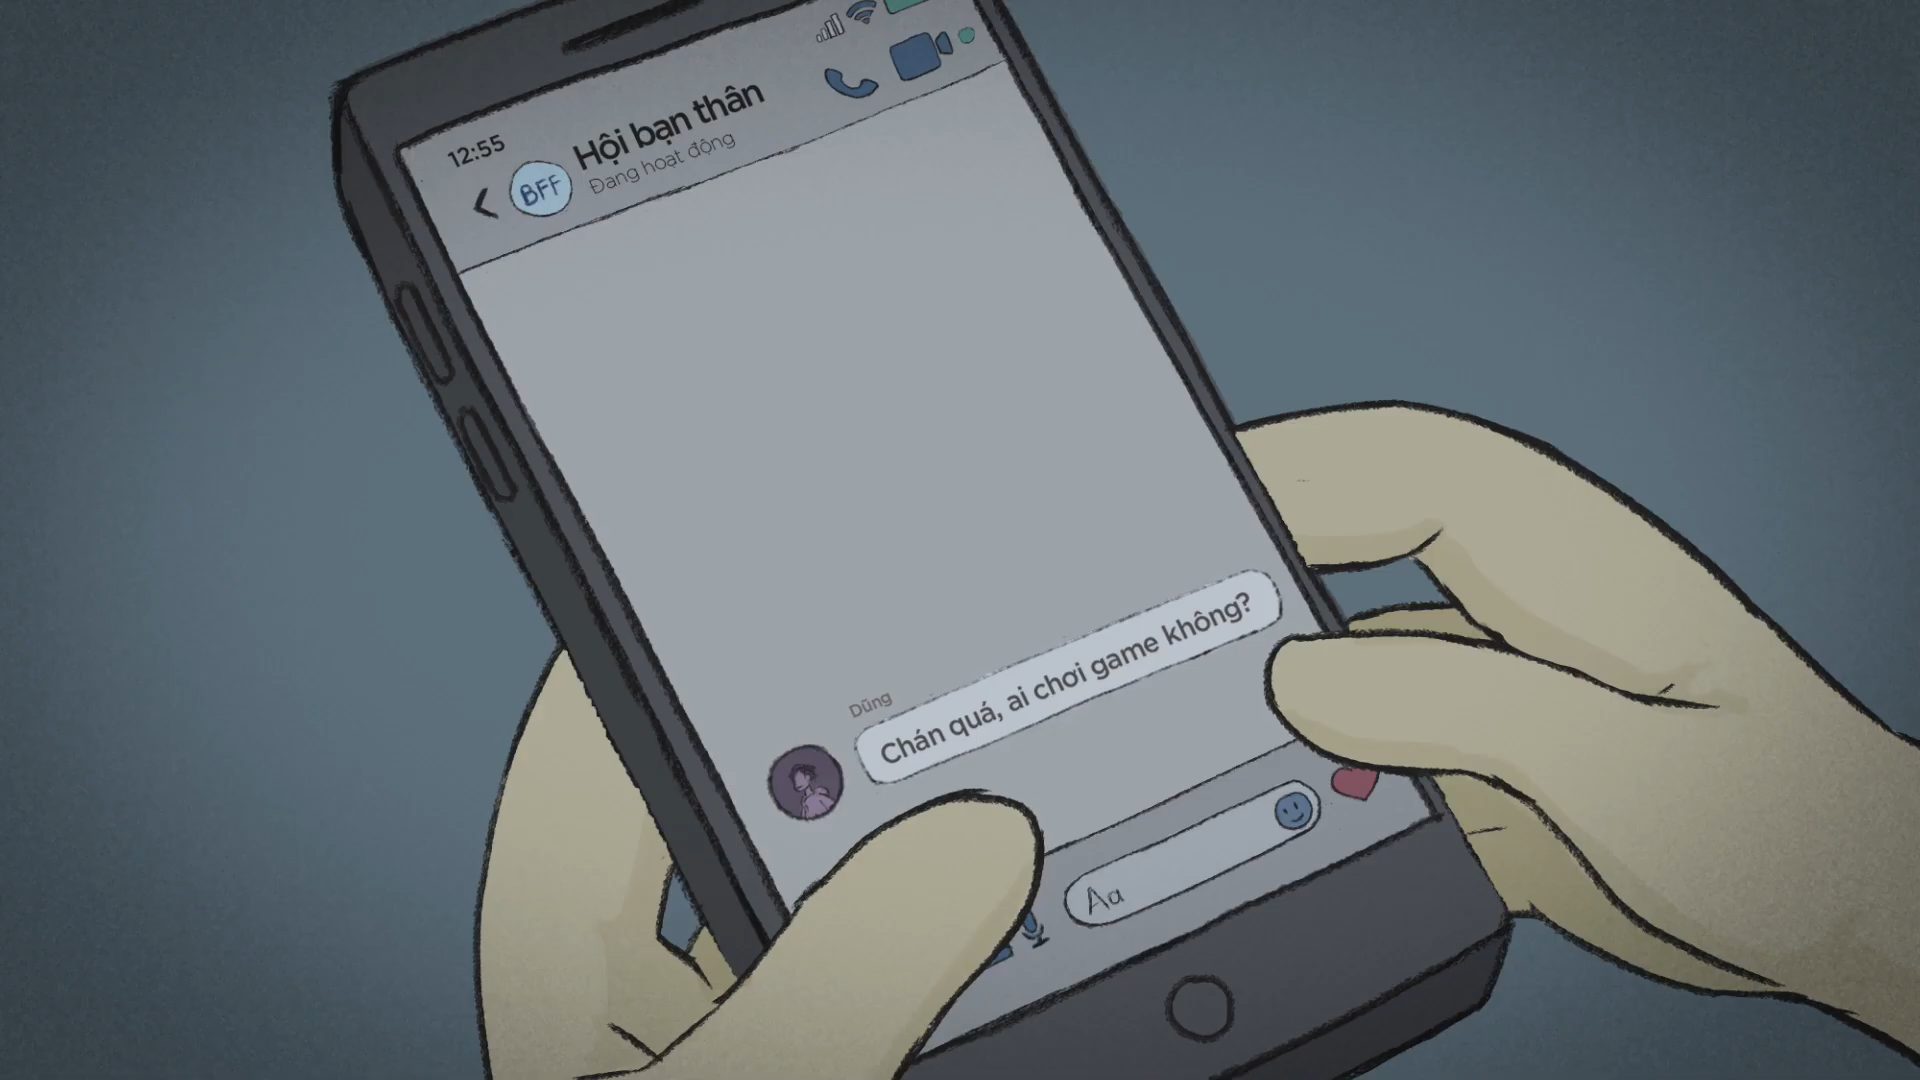 12:55
BFF
Hội bạn thân
Đang hoạt động
Dũng
Chán quá, ai chơi game không?
Aa